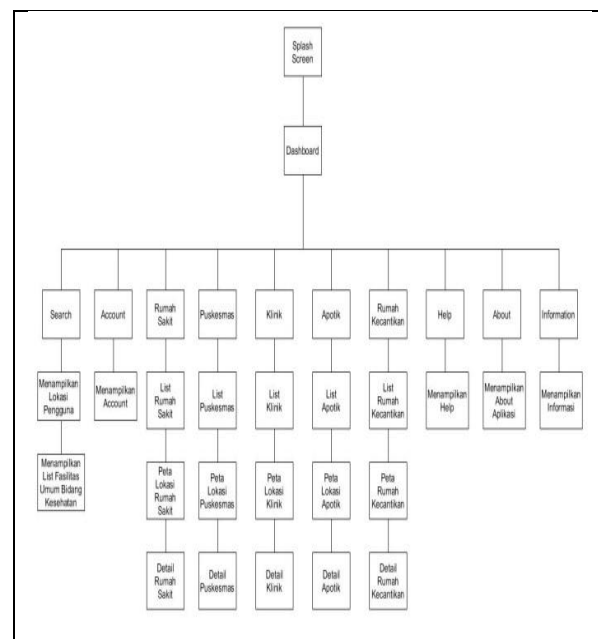 Splash
Screen
Dashboard
Search
Account
Rumah
Sakit
Puskesmas
Klinik
Apotik
Rumah
Kecantikan
Help
About
Information
Menampilkan
Lokasi
Pengguna
Menampilkan
Account
List
Rumah
Sakit
List
Puskesmas
List
Klinik
List
Apotik
List
Rumah
Kecantikan
Menampilkan
Help
Menampilkan
About
Aplikasi
Menampilkan
Informasi
Menampilkan
List Fasilitas
Umum Bidang
Kesehatan
Peta
Lokasi
Rumah
Sakit
Peta
Lokasi
Puskesmas
Peta
Lokasi
Klinik
Peta
Lokasi
Apotik
Peta
Rumah
Kecantikan
Detail
Rumah
Sakit
Detail
Puskesmas
Detail
Klinik
Detail
Apotik
Detail
Rumah
Kecantikan